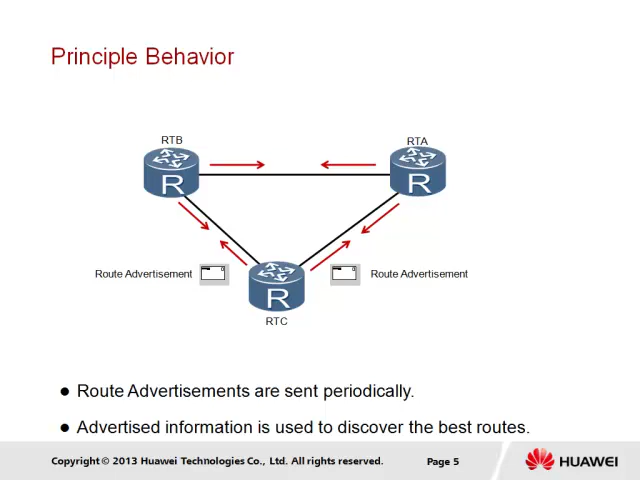 Principle Behavior
RTB
RTA
R
R
Route Advertisement
Route Advertisement
R
RTC
● Route Advertisements are sent periodically.
● Advertised information is used to discover the best routes.
Copyright © 2013 Huawei Technologies Co., Ltd. All rights reserved.
Page 5
HUAWEI